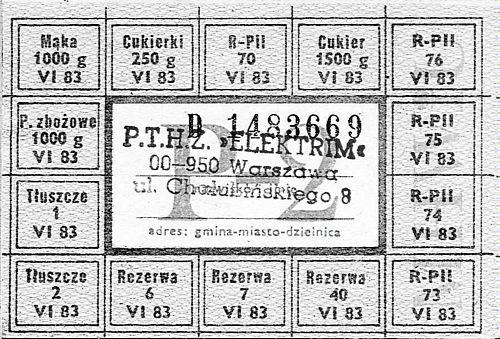 Mąka
1000 g
VI 83
Cukierki
250 g
VI 83
R-PII
70
VI 83
Cukier
1500 g
VI 83
R-PII
76
VI 83
P. zbożowe
1000 g
VI 83
D 1483669
P.T.H.Z. »ELEKTRIM«
00-950 Warszawa
ul. Chałubińskiego 8
P-2
adres: gmina-miasto-dzielnica
R-PII
75
VI 83
Tłuszcze
1
VI 83
R-PII
74
VI 83
Tłuszcze
2
VI 83
Rezerwa
6
VI 83
Rezerwa
7
VI 83
Rezerwa
40
VI 83
R-PII
73
VI 83